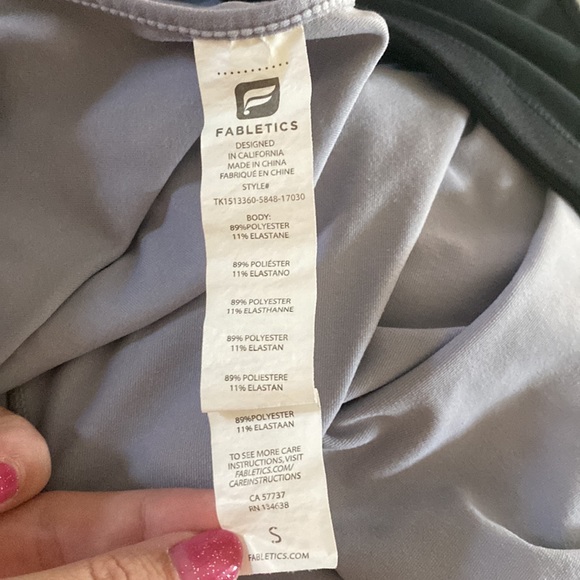 FABLETICS
DESIGNED
IN CALIFORNIA
MADE IN CHINA
FABRIQUÉ EN CHINE
STYLE#
TK1513360-5848-17030
BODY:
89%POLYESTER
11% ELASTANE
89% POLIÉSTER
11% ELASTANO
89% POLYESTER
11% ELASTHANNE
89% POLYESTER
11% ELASTAN
89% POLIESTERE
11% ELASTAN
89%POLYESTER
11% ELASTAAN
TO SEE MORE CARE
INSTRUCTIONS, VISIT
FABLETICS.COM/
CAREINSTRUCTIONS
CA 57737
RN.134638
S
FABLETICS.COM